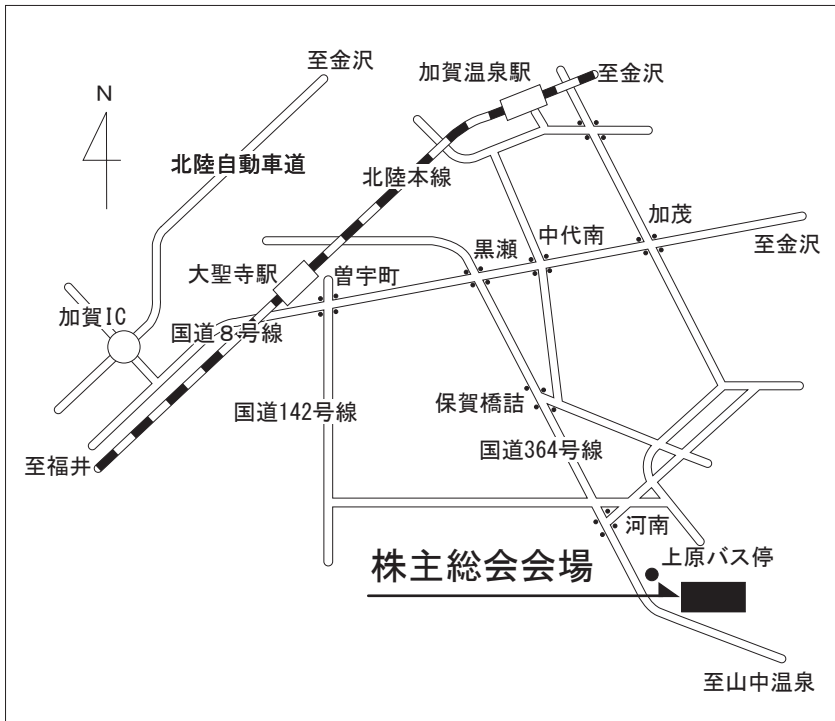 至金沢
加賀温泉駅
至金沢
N
北陸自動車道
北陸本線
加茂
至金沢
中代南
黒瀬
大聖寺駅
曽宇町
加賀IC
国道8号線
保賀橋詰
国道142号線
国道364号線
至福井
河南
上原バス停
株主総会会場
至山中温泉